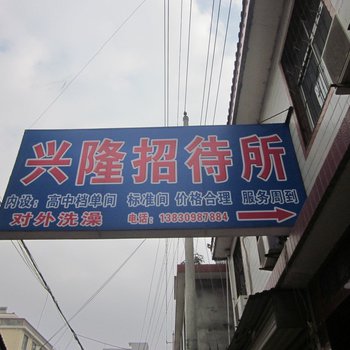 兴隆招待所
内设：高中档单间 标准间 价格合理 服务周到
对外洗澡 电话：13830987884